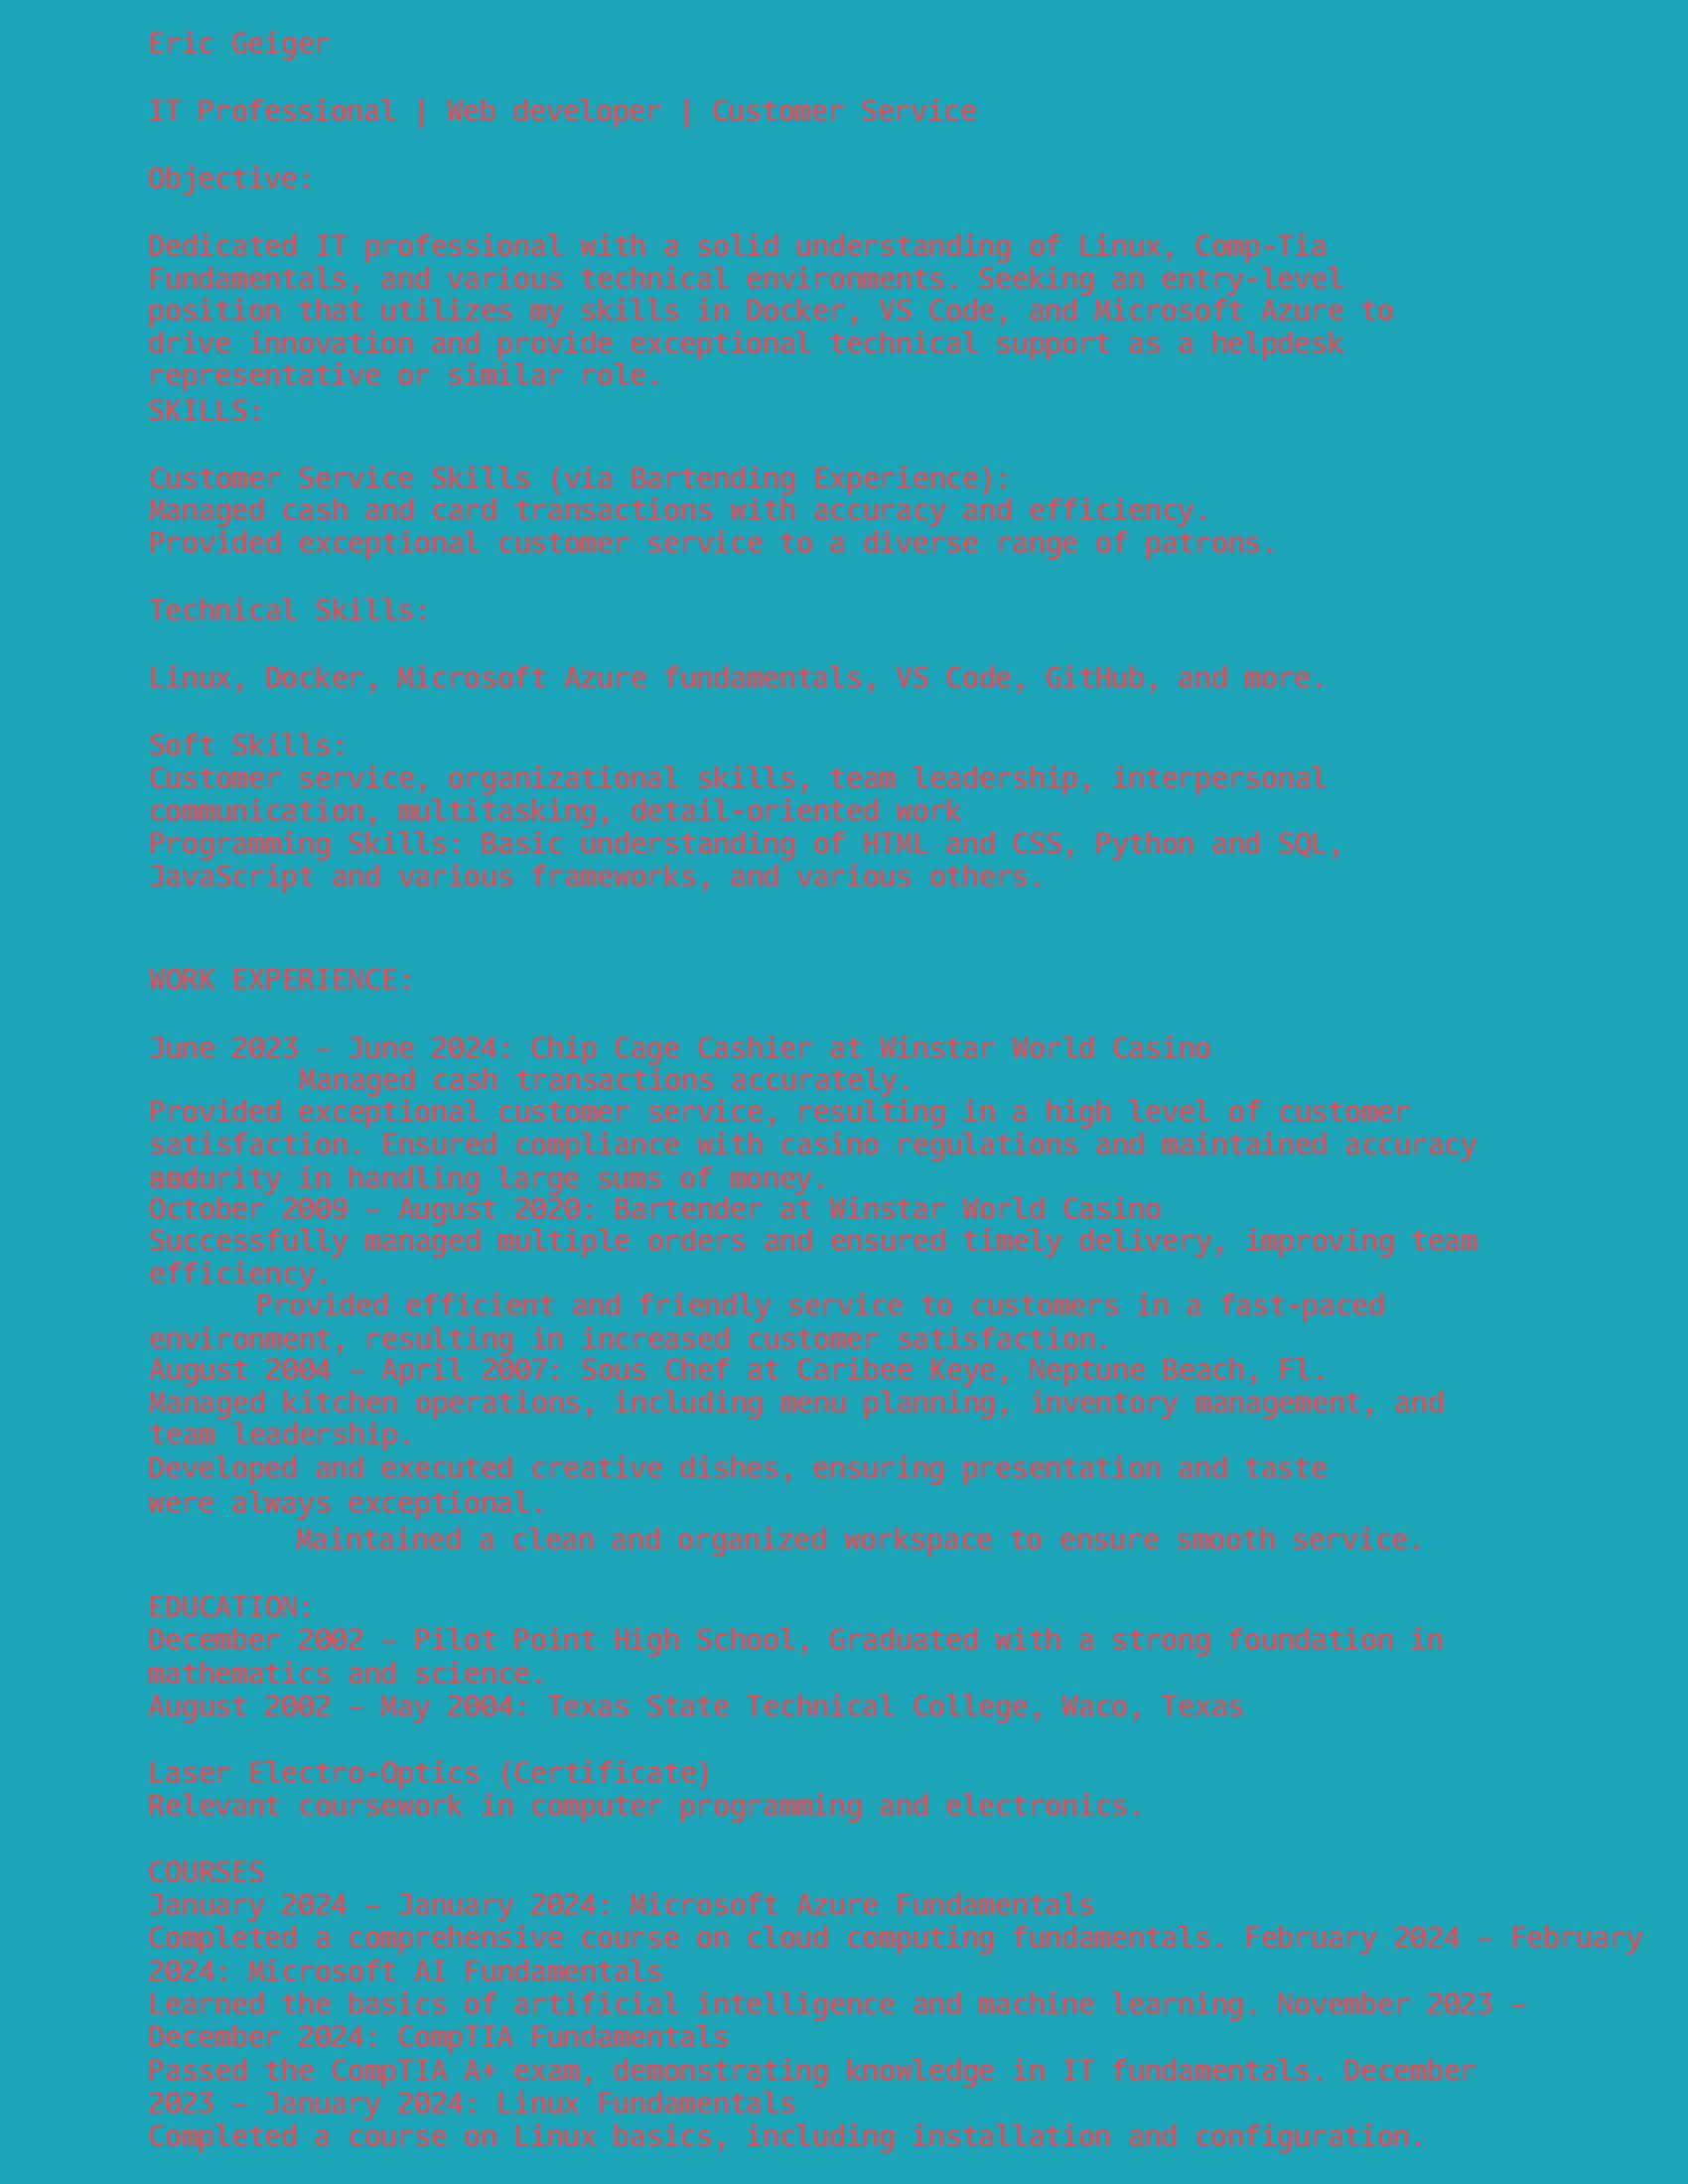 Eric Geiger
IT Professional | Web developer | Customer Service
Objective:
Dedicated IT professional with a solid understanding of Linux, Comp-Tia
Fundamentals, and various technical environments. Seeking an entry-level
position that utilizes my skills in Docker, VS Code, and Microsoft Azure to
drive innovation and provide exceptional technical support as a helpdesk
representative or similar role.
SKILLS:
Customer Service Skills (via Bartending Experience):
Managed cash and card transactions with accuracy and efficiency.
Provided exceptional customer service to a diverse range of patrons.
Technical Skills:
Linux, Docker, Microsoft Azure fundamentals, VS Code, GitHub, and more.
Soft Skills:
Customer service, organizational skills, team leadership, interpersonal
communication, multitasking, detail-oriented work
Programming Skills: Basic understanding of HTML and CSS, Python and SQL,
JavaScript and various frameworks, and various others.
WORK EXPERIENCE:
June 2023 – June 2024: Chip Cage Cashier at Winstar World Casino
Managed cash transactions accurately.
Provided exceptional customer service, resulting in a high level of customer
satisfaction. Ensured compliance with casino regulations and maintained accuracy
in handling large sums of money.
October 2009 – August 2020: Bartender at Winstar World Casino
Successfully managed multiple orders and ensured timely delivery, improving team
efficiency.
Provided efficient and friendly service to customers in a fast-paced
environment, resulting in increased customer satisfaction.
August 2004 – April 2007: Sous Chef at Caribee Keye, Neptune Beach, Fl.
Managed kitchen operations, including menu planning, inventory management, and
team leadership.
Developed and executed creative dishes, ensuring presentation and taste
were always exceptional.
Maintained a clean and organized workspace to ensure smooth service.
EDUCATION:
December 2002 – Pilot Point High School, Graduated with a strong foundation in
mathematics and science.
August 2002 – May 2004: Texas State Technical College, Waco, Texas
Laser Electro-Optics (Certificate)
Relevant coursework in computer programming and electronics.
COURSES
January 2024 – January 2024: Microsoft Azure Fundamentals
Completed a comprehensive course on cloud computing fundamentals. February 2024 – February
2024: Microsoft AI Fundamentals
Learned the basics of artificial intelligence and machine learning. November 2023 –
December 2024: CompTIA Fundamentals
Passed the CompTIA A+ exam, demonstrating knowledge in IT fundamentals. December
2023 – January 2024: Linux Fundamentals
Completed a course on Linux basics, including installation and configuration.